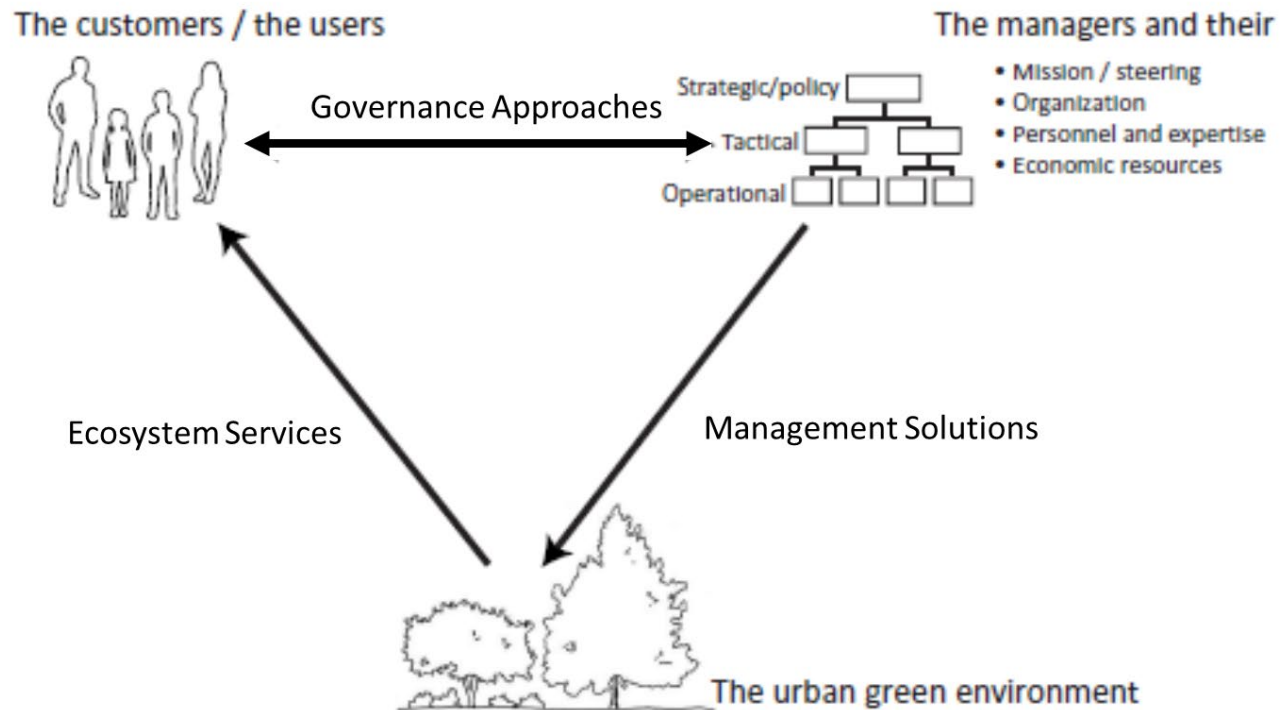 The customers / the users
The managers and their
• Mission / steering
• Organization
• Personnel and expertise
• Economic resources
Strategic/policy
Tactical
Operational
Governance Approaches
Ecosystem Services
Management Solutions
The urban green environment